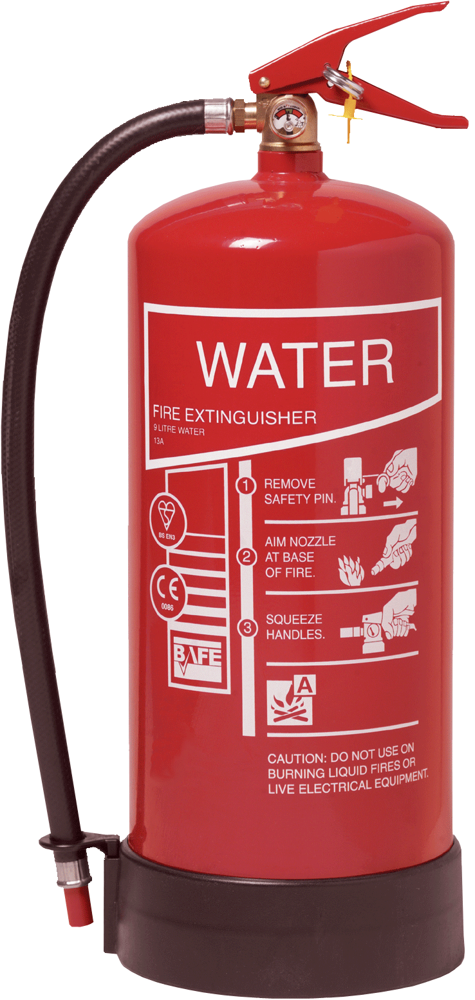 WATER
FIRE EXTINGUISHER
9 LITRE WATER
13A
1
REMOVE
SAFETY PIN.
2
AIM NOZZLE
AT BASE
OF FIRE.
3
SQUEEZE
HANDLES.
BS EN3
CE
0086
BAFE
A
CAUTION: DO NOT USE ON
BURNING LIQUID FIRES OR
LIVE ELECTRICAL EQUIPMENT.